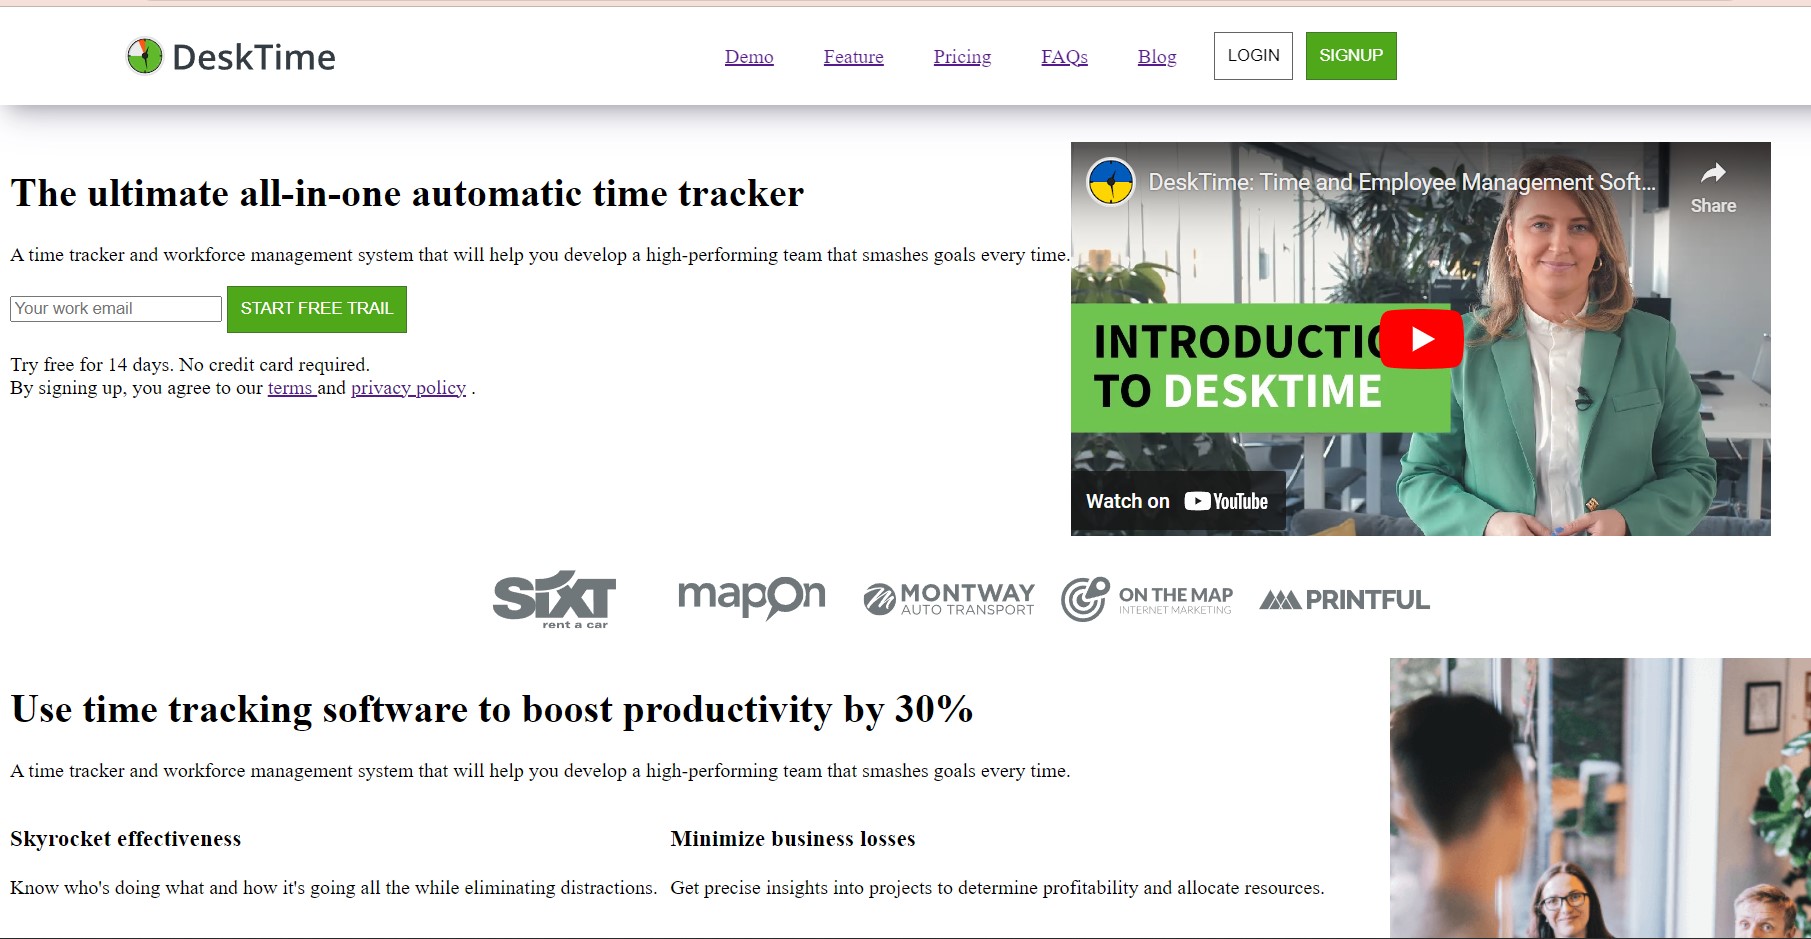 DeskTime
Demo Feature Pricing FAQs Blog LOGIN SIGNUP
The ultimate all-in-one automatic time tracker
A time tracker and workforce management system that will help you develop a high-performing team that smashes goals every time.
Your work email START FREE TRAIL
Try free for 14 days. No credit card required.
By signing up, you agree to our terms and privacy policy .
DeskTime: Time and Employee Management Soft...
Share
INTRODUCTIO
TO DESKTIME
Watch on YouTube
SIXT
rent a car
mapon
MONTWAY
AUTO TRANSPORT
ON THE MAP
INTERNET MARKETING
PRINTFUL
Use time tracking software to boost productivity by 30%
A time tracker and workforce management system that will help you develop a high-performing team that smashes goals every time.
Skyrocket effectiveness
Know who's doing what and how it's going all the while eliminating distractions.
Minimize business losses
Get precise insights into projects to determine profitability and allocate resources.